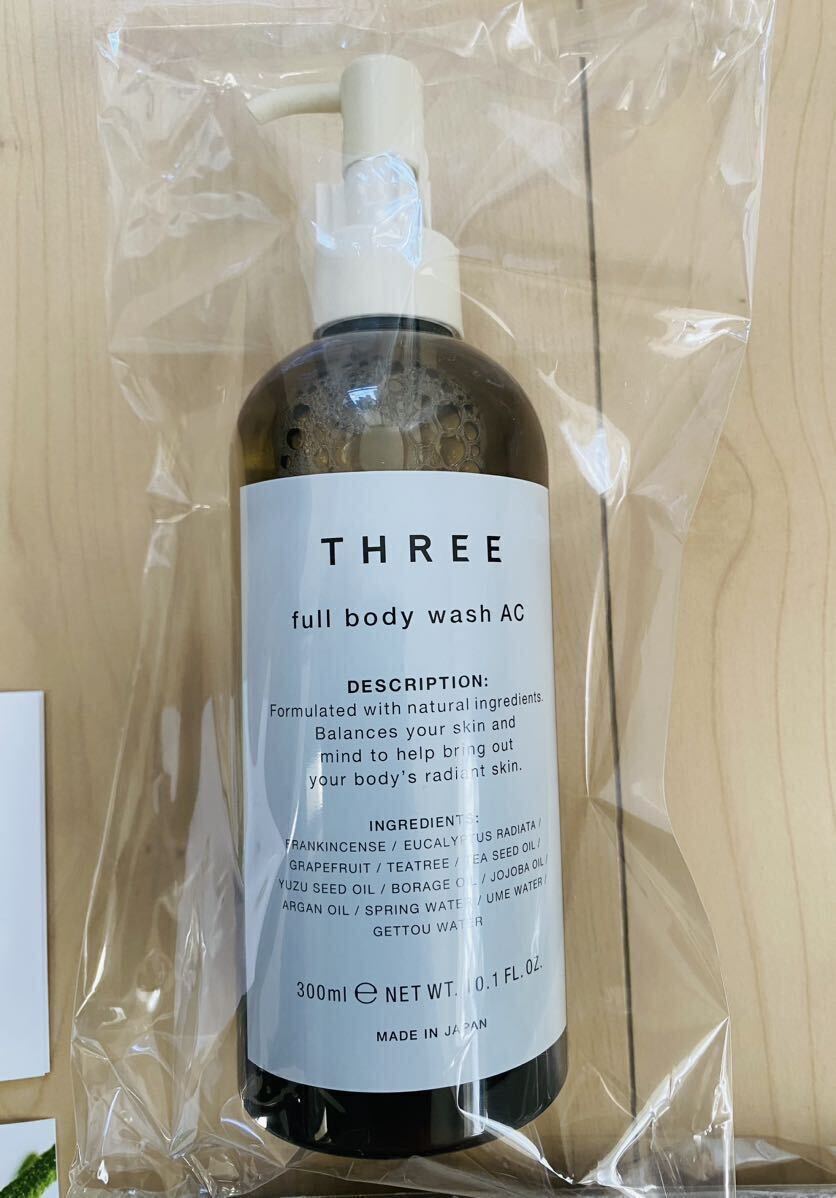 THREE
full body wash AC
DESCRIPTION:
Formulated with natural ingredients.
Balances your skin and
mind to help bring out
your body's radiant skin.
INGREDIENTS:
FRANKINCENSE / EUCALYPTUS RADIATA /
GRAPEFRUIT / TEATREE / TEA SEED OIL /
YUZU SEED OIL / BORAGE OIL / JOJOBA OIL /
ARGAN OIL / SPRING WATER / UME WATER /
GETTOU WATER
300ml ℮ NET WT. 10.1 FL. OZ.
MADE IN JAPAN